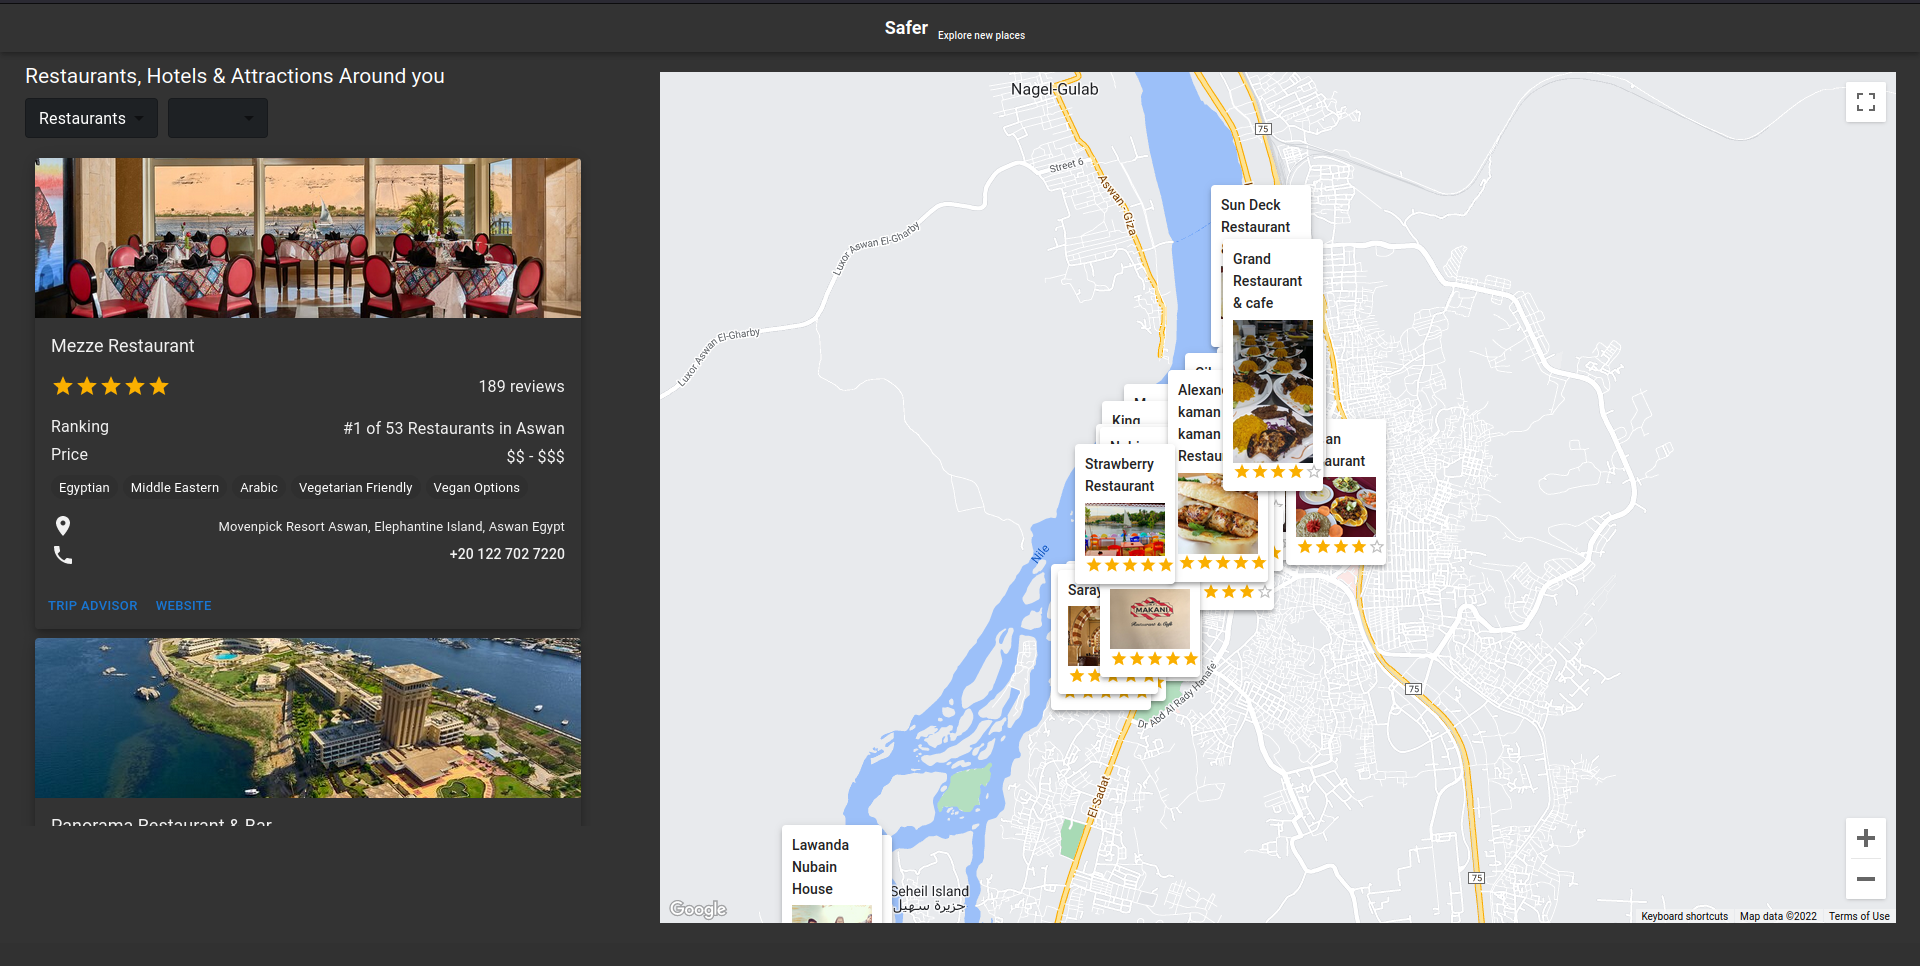 Safer Explore new places
Restaurants, Hotels & Attractions Around you
Restaurants
Mezze Restaurant
189 reviews
Ranking #1 of 53 Restaurants in Aswan
Price $$ - $$$
Egyptian Middle Eastern Arabic Vegetarian Friendly Vegan Options
Movenpick Resort Aswan, Elephantine Island, Aswan Egypt
+20 122 702 7220
TRIP ADVISOR WEBSITE
Panorama Restaurant & Bar
Nagel-Gulab
75
Street 6
Aswan - Giza
Luxor Aswan El-Gharby
Luxor Aswan El-Gharby
Sun Deck
Restaurant
Grand
Restaurant
& cafe
Alexan
kaman
kaman
Restau
King
an
aurant
Strawberry
Restaurant
Nile
Saray
MAKANI
Restaurant & Cafe
Dr Abd Al Rady Hanafe
75
El-Sadat
Lawanda
Nubain
House
Seheil Island
جزيرة سهيل
75
Google
Keyboard shortcuts Map data ©2022 Terms of Use